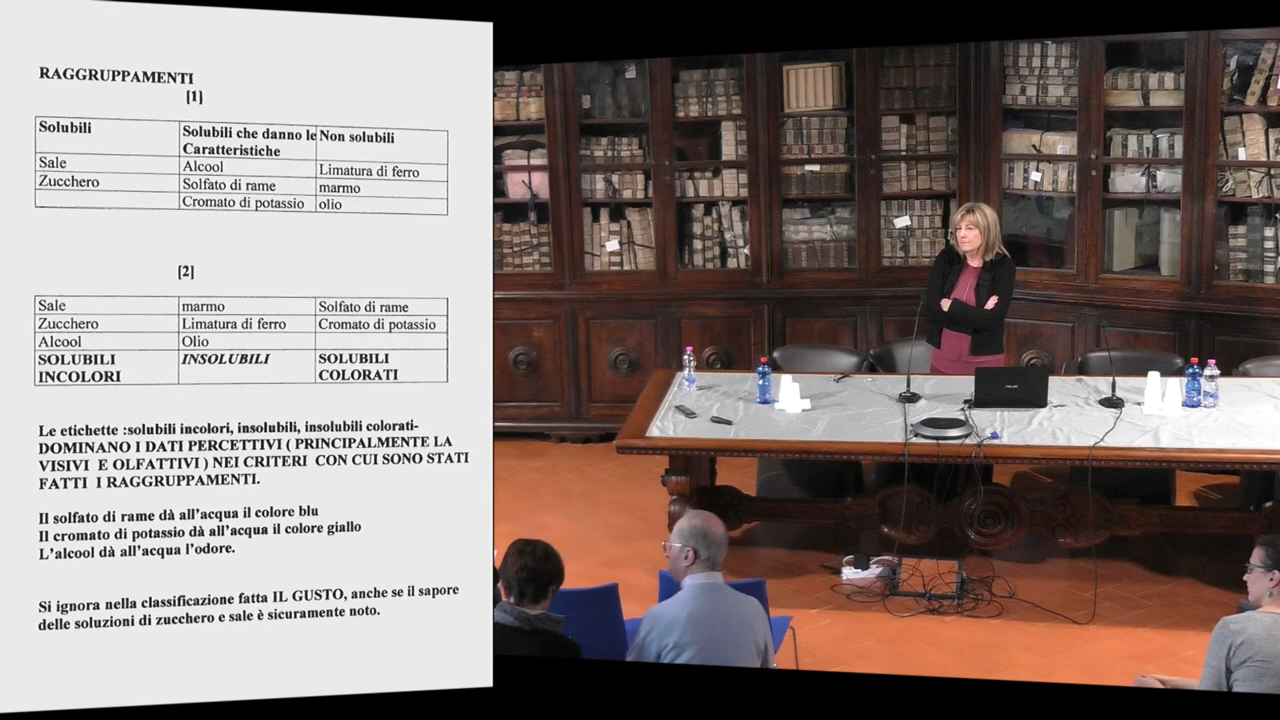 RAGGRUPPAMENTI
[1]
Solubili Solubili che danno le Caratteristiche Non solubili
Sale Alcool Limatura di ferro
Zucchero Solfato di rame marmo
Cromato di potassio olio
[2]
Sale marmo Solfato di rame
Zucchero Limatura di ferro Cromato di potassio
Alcool Olio
SOLUBILI INCOLORI INSOLUBILI SOLUBILI COLORATI
Le etichette :solubili incolori, insolubili, insolubili colorati-
DOMINANO I DATI PERCETTIVI ( PRINCIPALMENTE LA
VISIVI E OLFATTIVI ) NEI CRITERI CON CUI SONO STATI
FATTI I RAGGRUPPAMENTI.
Il solfato di rame dà all'acqua il colore blu
Il cromato di potassio dà all'acqua il colore giallo
L'alcool dà all'acqua l'odore.
Si ignora nella classificazione fatta IL GUSTO, anche se il sapore
delle soluzioni di zucchero e sale è sicuramente noto.